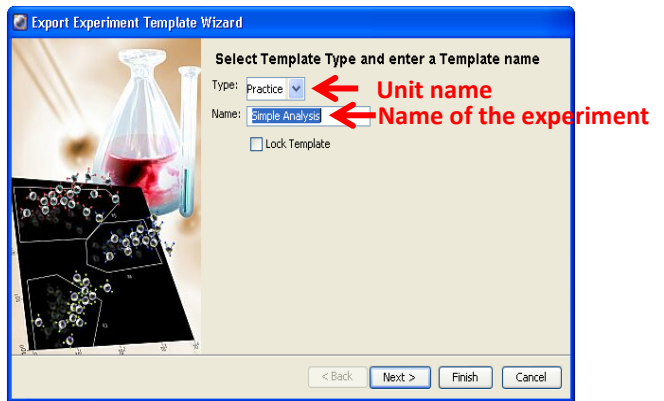 Export Experiment Template Wizard
Select Template Type and enter a Template name
Type: Practice Unit name
Name: Simple Analysis Name of the experiment
Lock Template
< Back Next > Finish Cancel